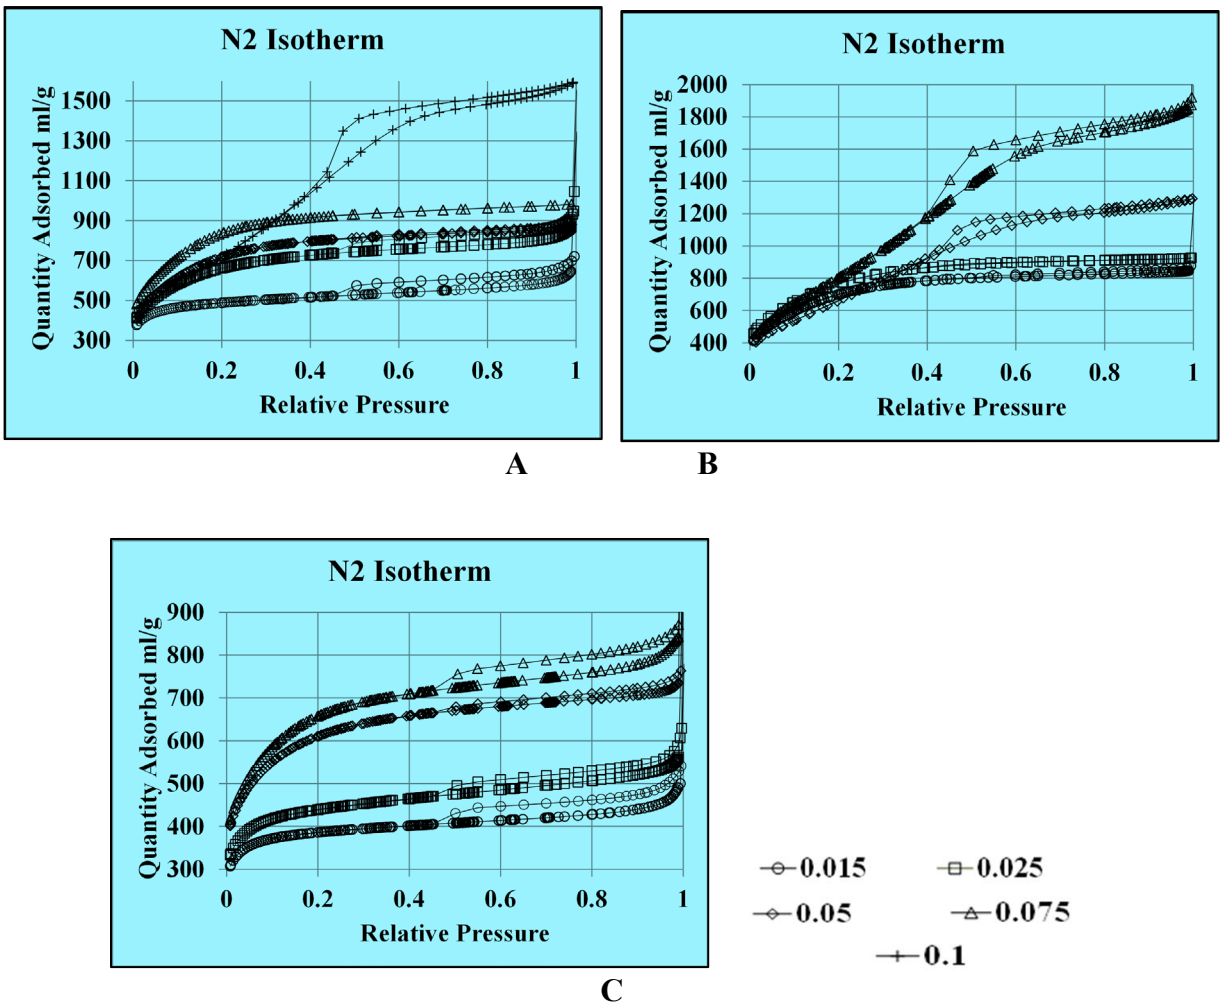 N2 Isotherm
Quantity Adsorbed ml/g
1500
1300
1100
900
700
500
300
0 0.2 0.4 0.6 0.8 1
Relative Pressure
A
N2 Isotherm
Quantity Adsorbed ml/g
2000
1800
1600
1400
1200
1000
800
600
400
0 0.2 0.4 0.6 0.8 1
Relative Pressure
B
N2 Isotherm
Quantity Adsorbed ml/g
900
800
700
600
500
400
300
0 0.2 0.4 0.6 0.8 1
Relative Pressure
C
0.015 0.025
0.05 0.075
0.1